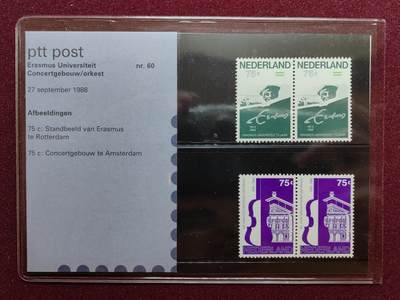 ptt post
Erasmus Universiteit nr. 60
Concertgebouw/orkest
27 september 1988
Afbeeldingen
75 c: Standbeeld van Erasmus
te Rotterdam
75 c: Concertgebouw te Amsterdam
NEDERLAND NEDERLAND
75c 75c
75c 75c
NEDERLAND NEDERLAND